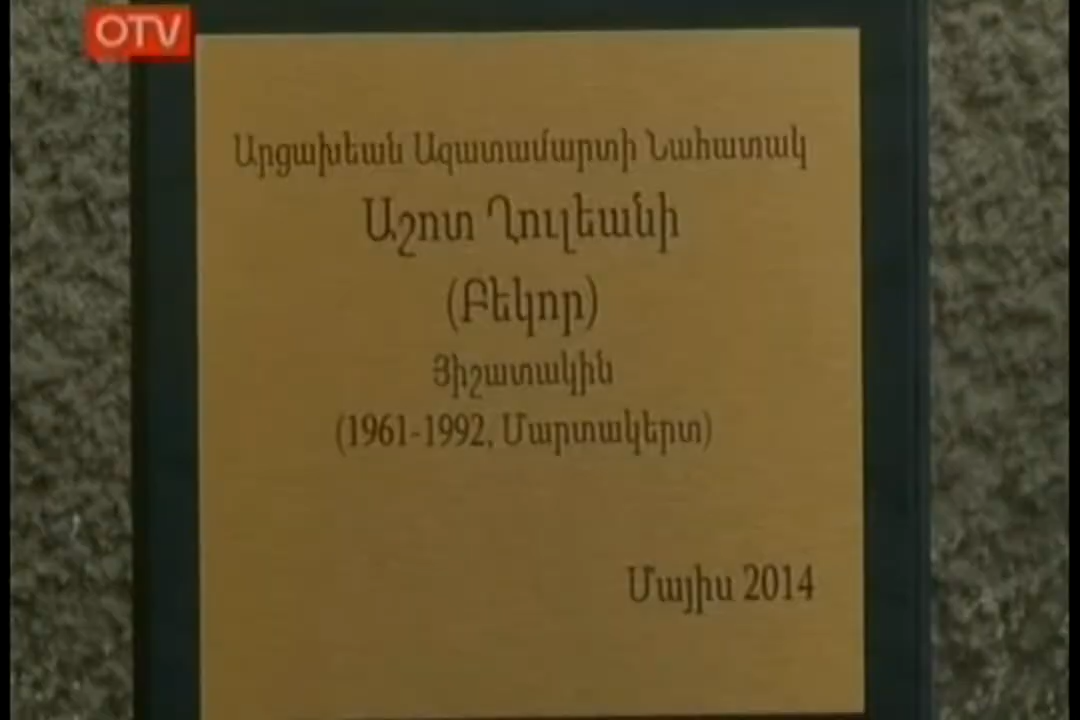 OTV
Արցախեան Ազատամարտի Նահատակ
Աշոտ Ղուլեանի
(Բեկոր)
Յիշատակին
(1961-1992, Մարտակերտ)
Մայիս 2014